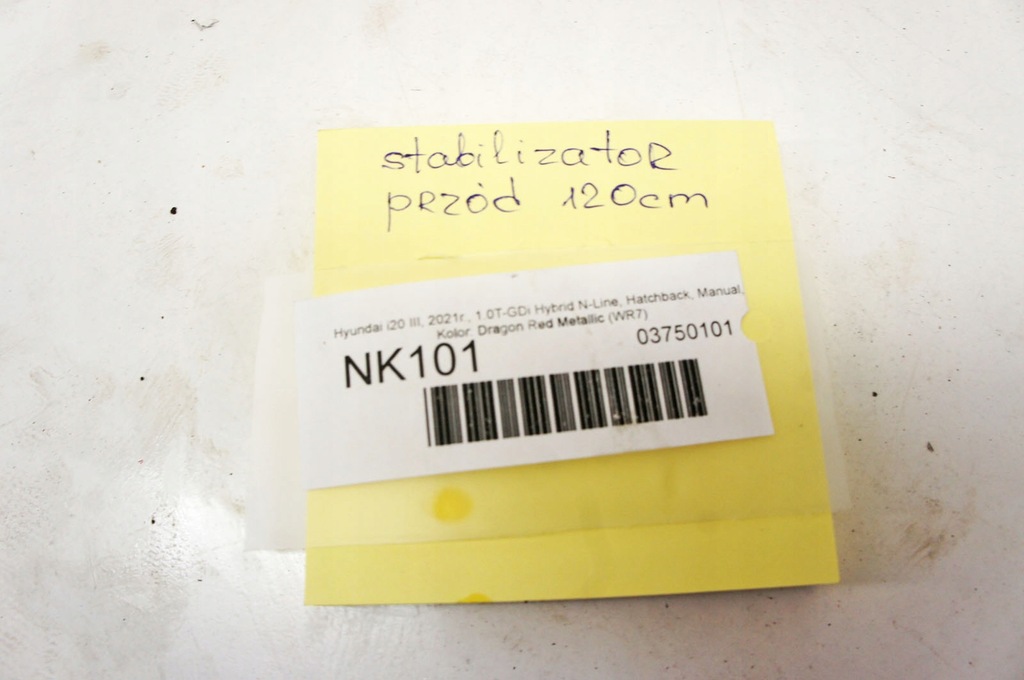 stabilizator
przód 120cm
Hyundai i20 III, 2021r., 1.0T-GDi Hybrid N-Line, Hatchback, Manual,
Kolor: Dragon Red Metallic (WR7)
NK101 03750101